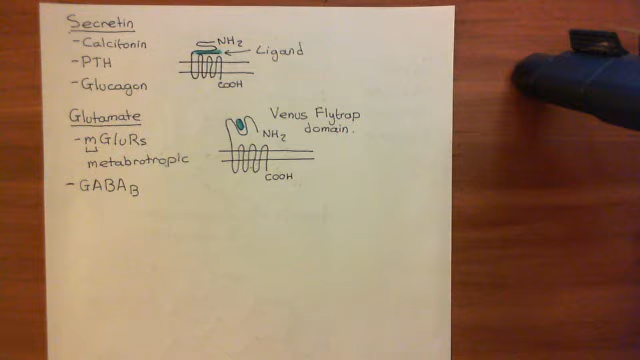 Secretin
- Calcitonin
- PTH
- Glucagon
NH2
Ligand
COOH
Glutamate
- mGluRs
metabrotropic
- GABAB
Venus Flytrap
domain.
NH2
COOH